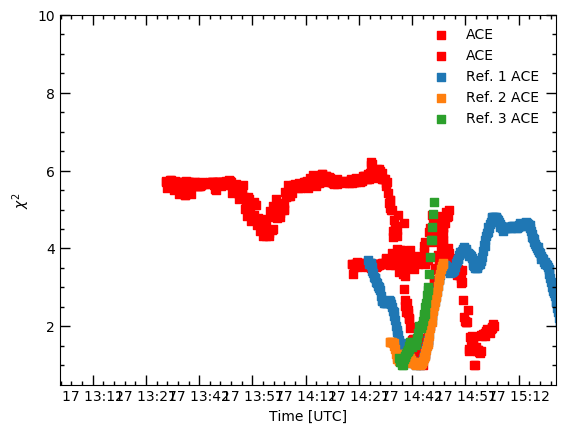 10
8
6
4
2
χ²
ACE
ACE
Ref. 1 ACE
Ref. 2 ACE
Ref. 3 ACE
17 13:12 17 13:27 17 13:42 17 13:57 17 14:12 17 14:27 17 14:42 17 14:57 17 15:12
Time [UTC]